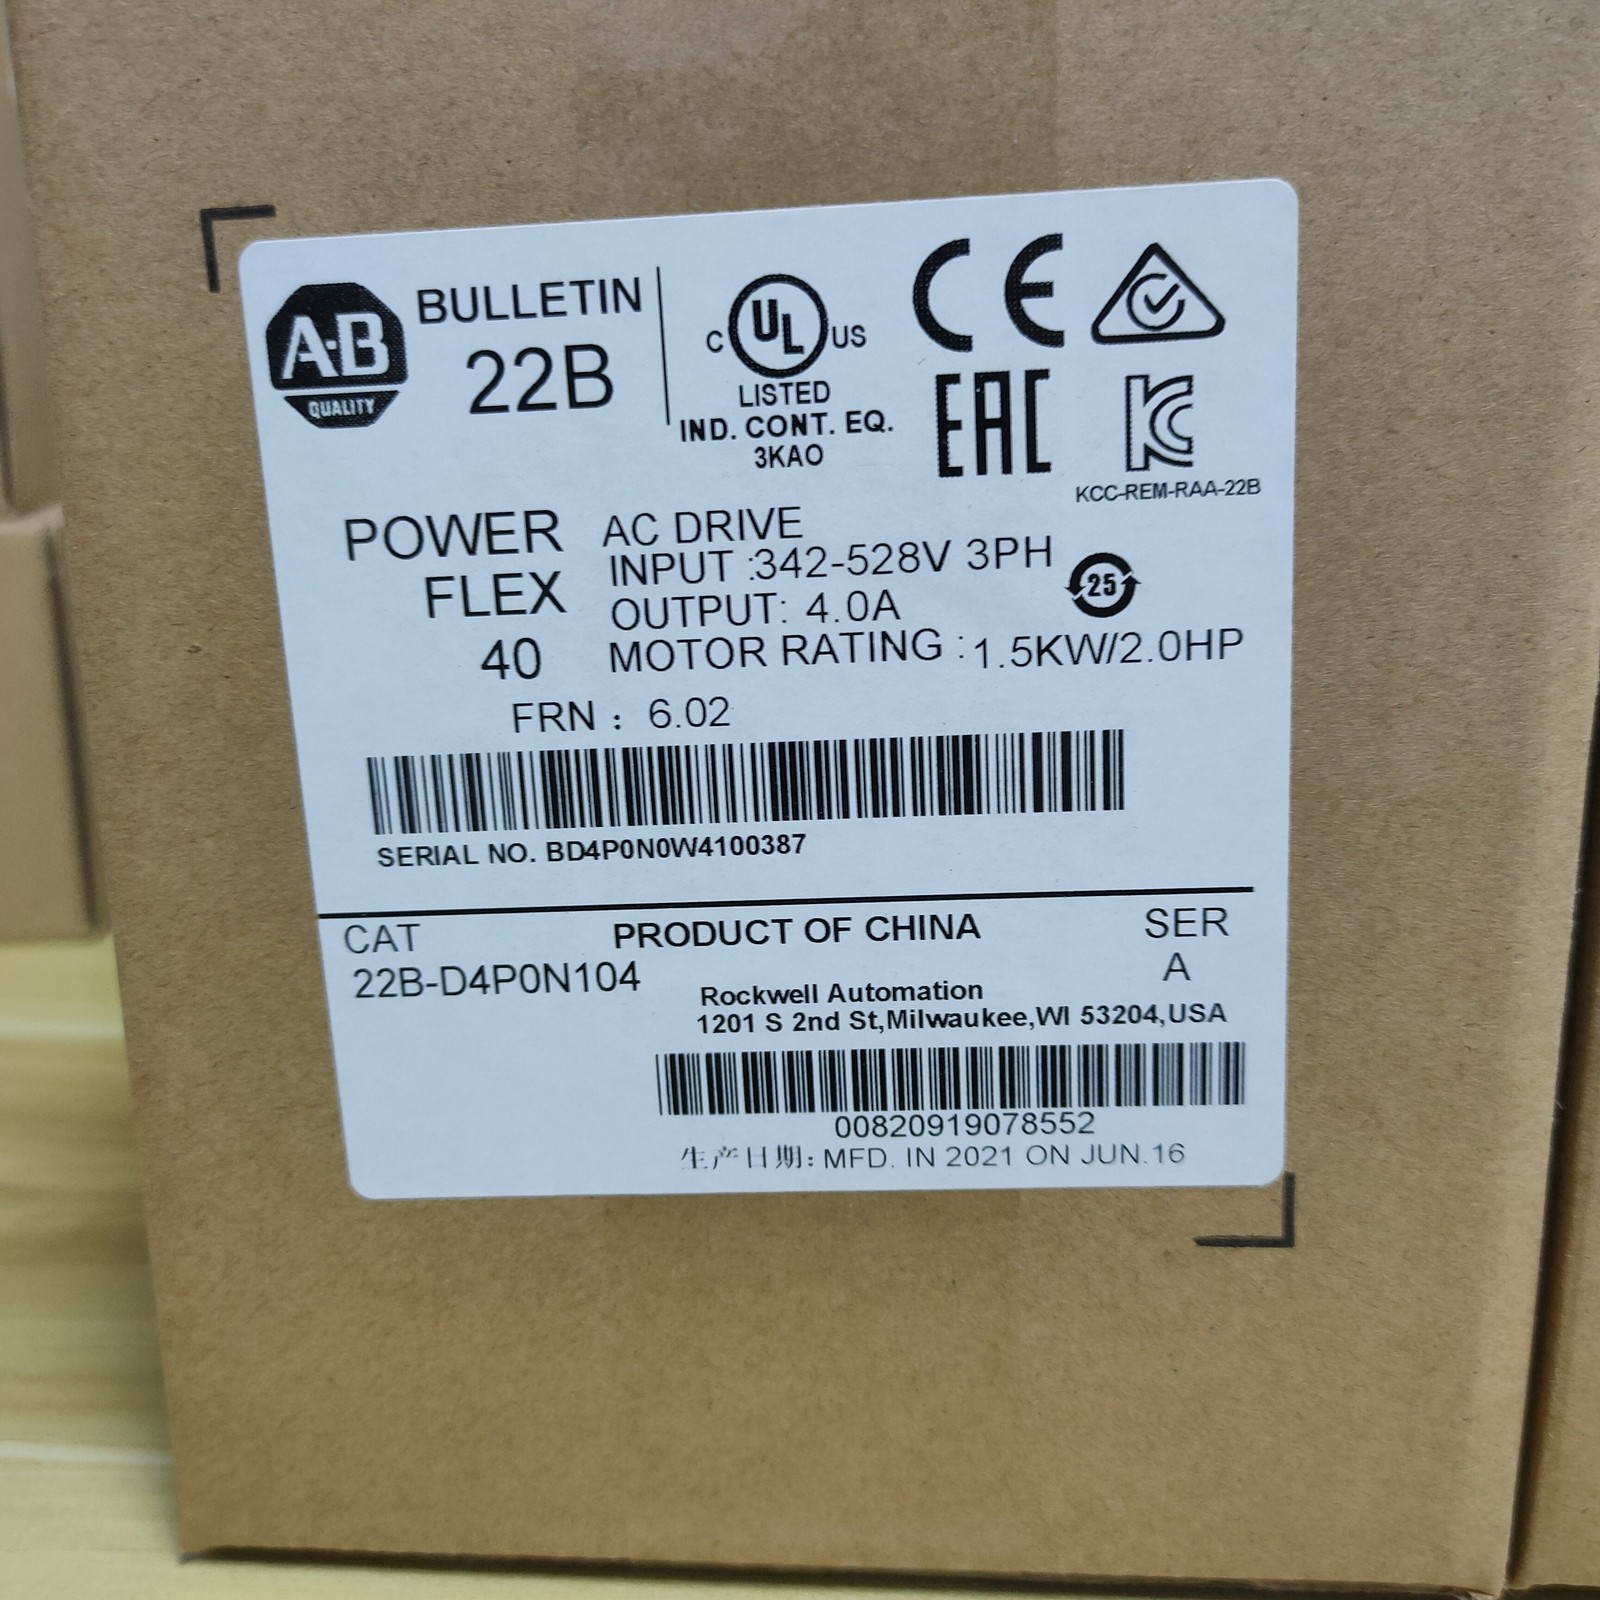 A-B
QUALITY
BULLETIN
22B
C UL US
LISTED
IND. CONT. EQ.
3KAO
CE
EAC
KC
KCC-REM-RAA-22B
POWER
FLEX
40
AC DRIVE
INPUT :342-528V 3PH
OUTPUT: 4.0A
MOTOR RATING :1.5KW/2.0HP
25
FRN : 6.02
SERIAL NO. BD4P0N0W4100387
CAT
22B-D4P0N104
PRODUCT OF CHINA
SER
A
Rockwell Automation
1201 S 2nd St,Milwaukee,WI 53204,USA
00820919078552
生产日期: MFD. IN 2021 ON JUN.16